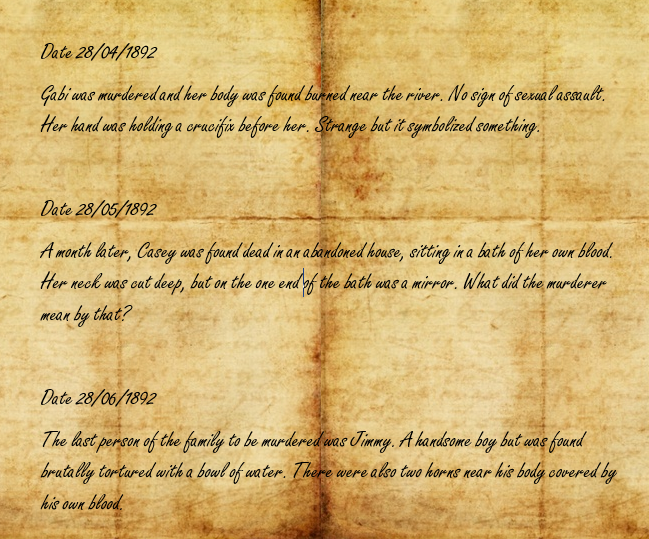 Date 28/04/1892
Gabi was murdered and her body was found burned near the river. No sign of sexual assault.
Her hand was holding a crucifix before her. Strange but it symbolized something.
Date 28/05/1892
A month later, Casey was found dead in an abandoned house, sitting in a bath of her own blood.
Her neck was cut deep, but on the one end of the bath was a mirror. What did the murderer
mean by that?
Date 28/06/1892
The last person of the family to be murdered was Jimmy. A handsome boy but was found
brutally tortured with a bowl of water. There were also two horns near his body covered by
his own blood.